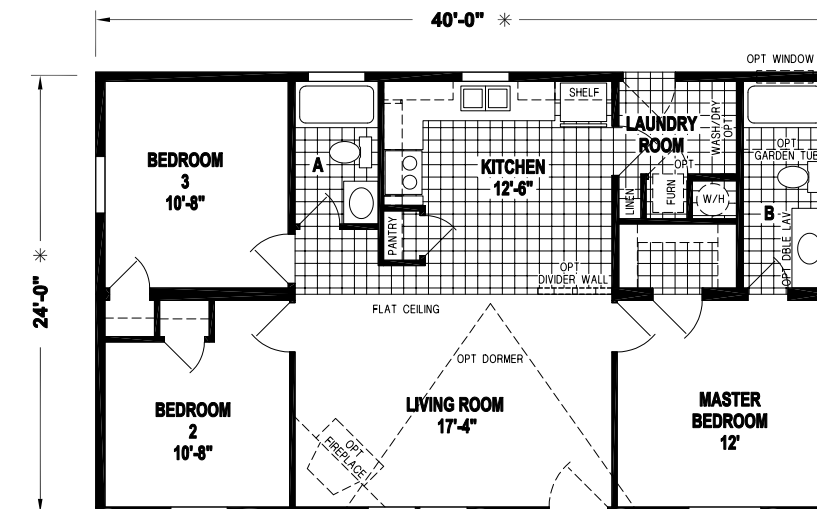 40'-0"
OPT WINDOW
SHELF
LAUNDRY
ROOM
WASH/DRY
OPT
OPT
GARDEN TUB
BEDROOM
3
10'-8"
A
KITCHEN
12'-6"
OPT
LINEN
FURN
W/H
B
OPT DBLE LAV
PANTRY
OPT
DIVIDER WALL
24'-0"
FLAT CEILING
OPT DORMER
BEDROOM
2
10'-8"
LIVING ROOM
17'-4"
MASTER
BEDROOM
12'
OPT
FIREPLACE